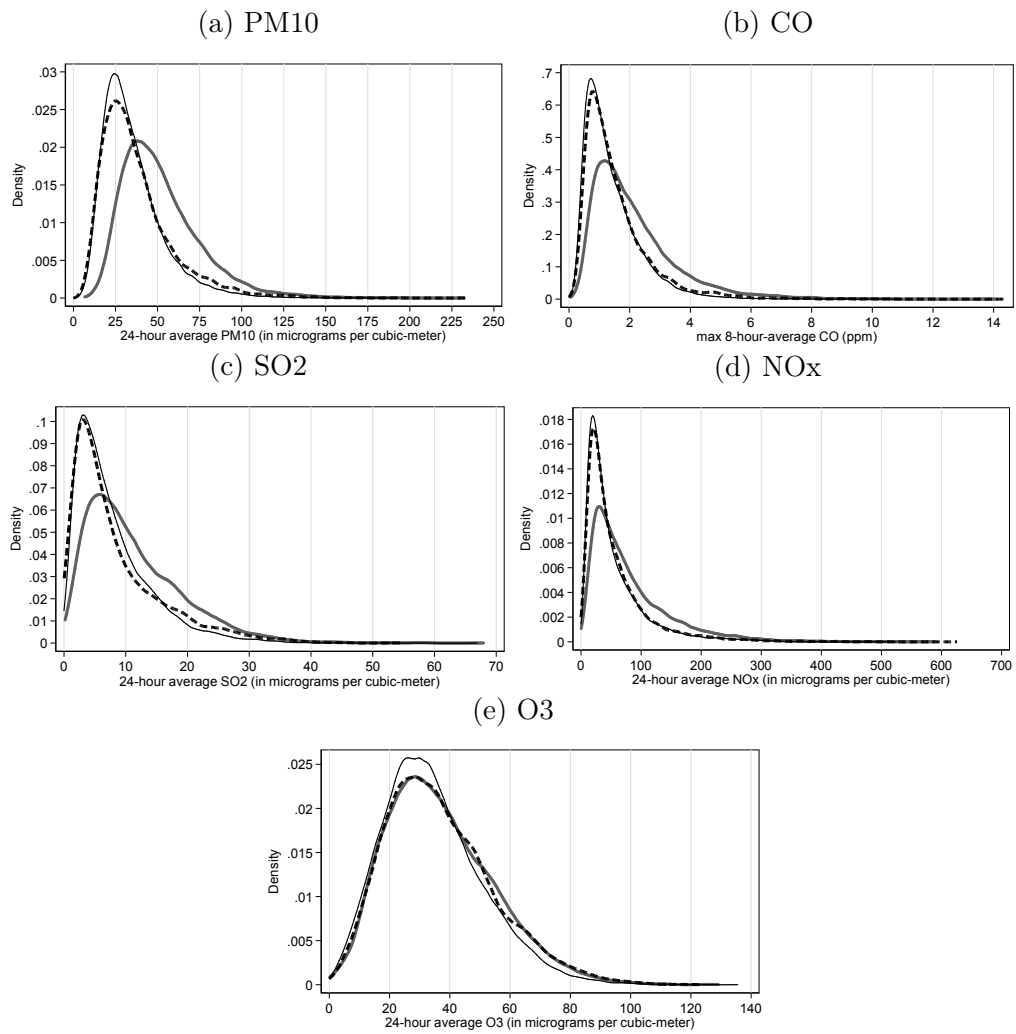 (a) PM10
(b) CO
.03
.025
.02
.015
.01
.005
0
Density
0 25 50 75 100 125 150 175 200 225 250
24-hour average PM10 (in micrograms per cubic-meter)
.7
.6
.5
.4
.3
.2
.1
0
Density
0 2 4 6 8 10 12 14
max 8-hour-average CO (ppm)
(c) SO2
(d) NOx
.1
.09
.08
.07
.06
.05
.04
.03
.02
.01
0
Density
0 10 20 30 40 50 60 70
24-hour average SO2 (in micrograms per cubic-meter)
.018
.016
.014
.012
.01
.008
.006
.004
.002
0
Density
0 100 200 300 400 500 600 700
24-hour average NOx (in micrograms per cubic-meter)
(e) O3
.025
.02
.015
.01
.005
0
Density
0 20 40 60 80 100 120 140
24-hour average O3 (in micrograms per cubic-meter)